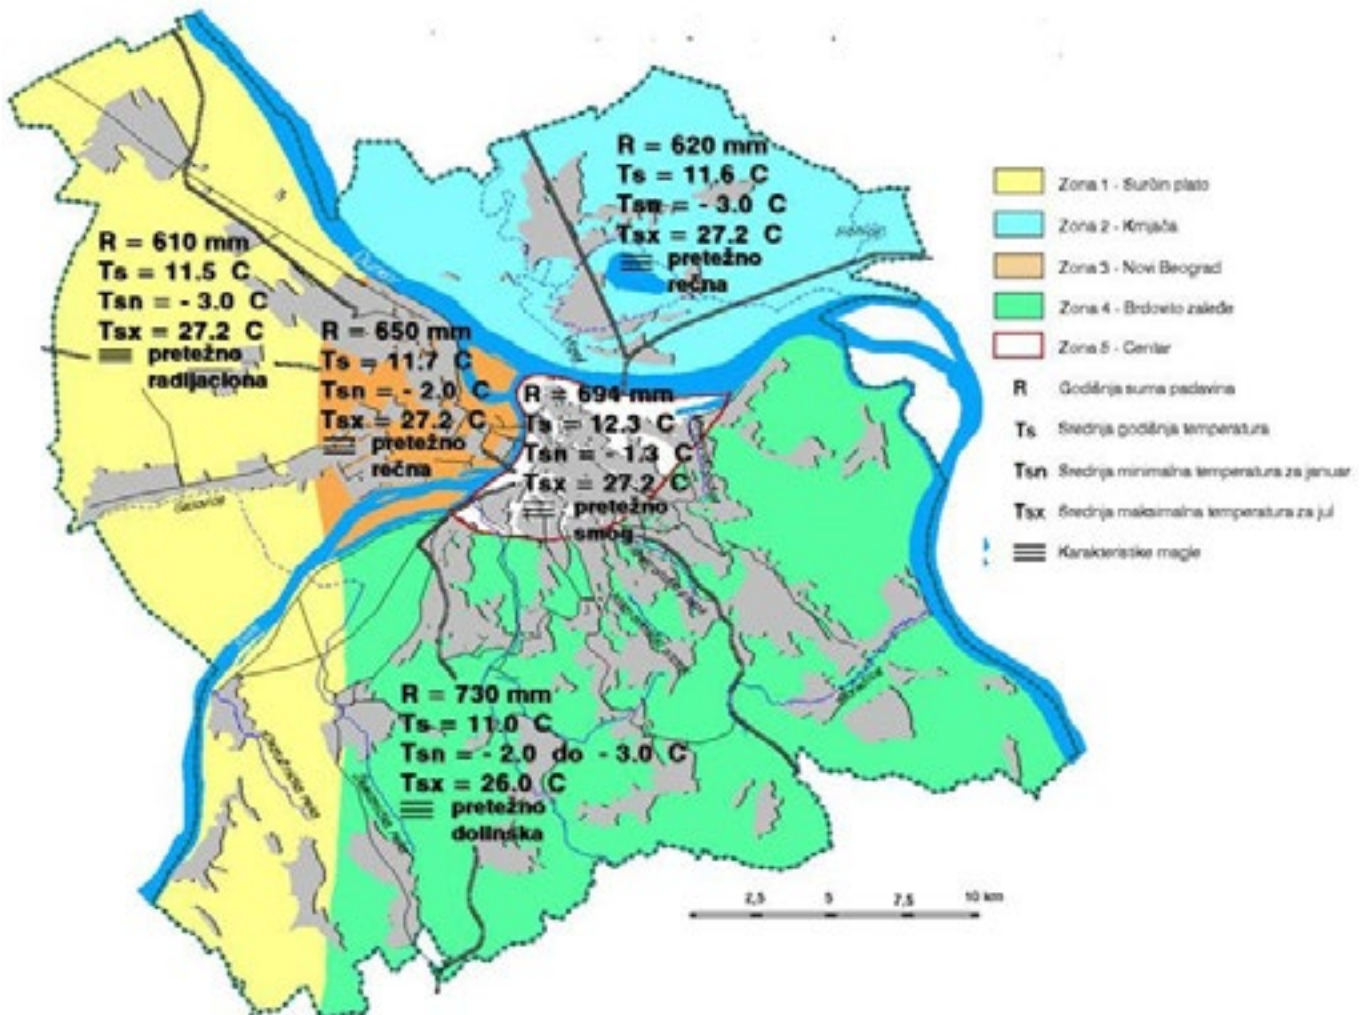 R = 620 mm
Ts = 11.6 C
Tsn = - 3.0 C
Tsx = 27.2 C
pretežno
rečna
R = 610 mm
Ts = 11.5 C
Tsn = - 3.0 C
Tsx = 27.2 C
pretežno
radijaciona
R = 650 mm
Ts = 11.7 C
Tsn = - 2.0 C
Tsx = 27.2 C
pretežno
rečna
R = 694 mm
Ts = 12.3 C
Tsn = - 1.3 C
Tsx = 27.2 C
pretežno
smog
R = 730 mm
Ts = 11.0 C
Tsn = - 2.0 do - 3.0 C
Tsx = 26.0 C
pretežno
dolinska
Zona 1 - Surčin plato
Zona 2 - Krnjača
Zona 3 - Novi Beograd
Zona 4 - Brdovito zaleđe
Zona 5 - Centar
R Godišnja suma padavina
Ts Srednja godišnja temperatura
Tsn Srednja minimalna temperatura za januar
Tsx Srednja maksimalna temperatura za jul
Karakteristike magle
2,5 5 7,5 10 km